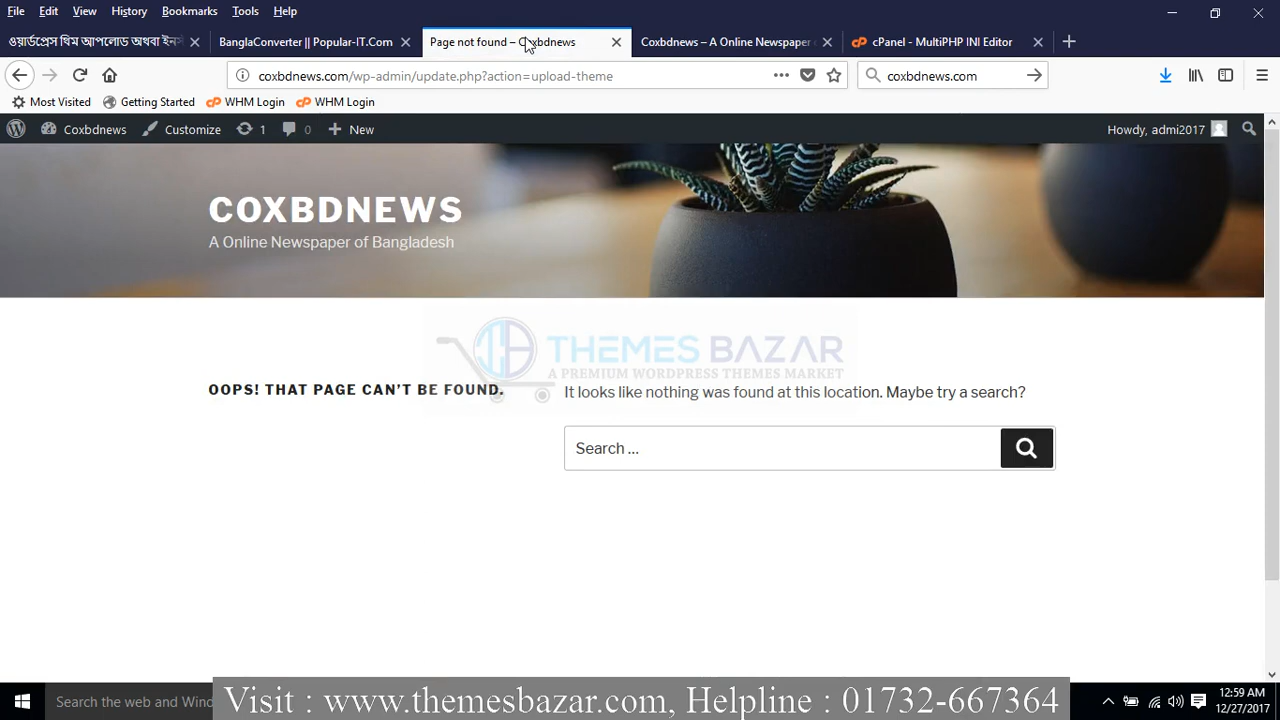 File Edit View History Bookmarks Tools Help
ওয়ার্ডপ্রেস থিম আপলোড অথবা ইনস
BanglaConverter || Popular-IT.Com
Page not found – Coxbdnews
Coxbdnews – A Online Newspaper
cPanel - MultiPHP INI Editor
coxbdnews.com/wp-admin/update.php?action=upload-theme
coxbdnews.com
Most Visited Getting Started WHM Login WHM Login
Coxbdnews Customize 1 0 New Howdy, admi2017
COXBDNEWS
A Online Newspaper of Bangladesh
THEMES BAZAR
A PREMIUM WORDPRESS THEMES MARKET
OOPS! THAT PAGE CAN’T BE FOUND.
It looks like nothing was found at this location. Maybe try a search?
Search …
Search the web and Wind
Visit : www.themesbazar.com, Helpline : 01732-667364
12:59 AM
12/27/2017